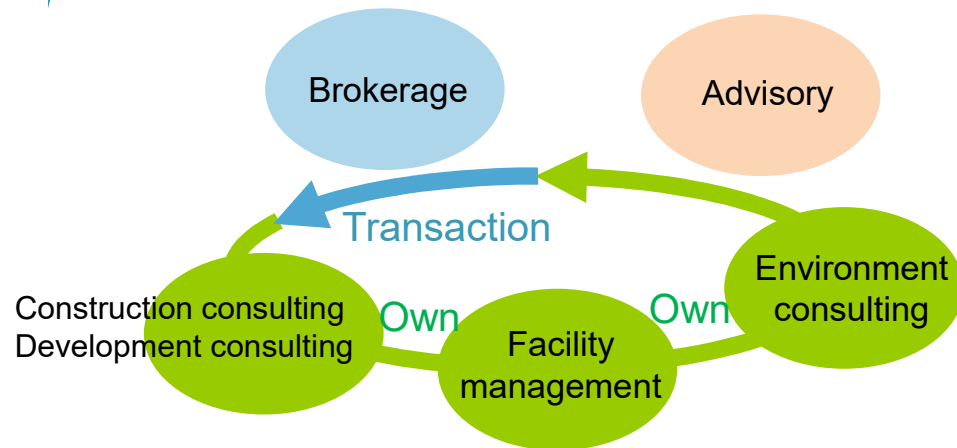 Brokerage
Advisory
Transaction
Environment
consulting
Construction consulting
Development consulting
Own
Own
Facility
management